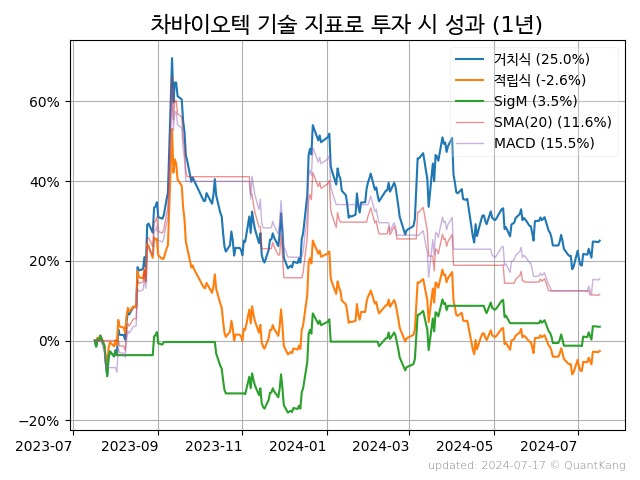 차바이오텍 기술 지표로 투자 시 성과 (1년)
거치식 (25.0%)
적립식 (-2.6%)
SigM (3.5%)
SMA(20) (11.6%)
MACD (15.5%)
60%
40%
20%
0%
−20%
2023-07 2023-09 2023-11 2024-01 2024-03 2024-05 2024-07
updated: 2024-07-17 © QuantKang